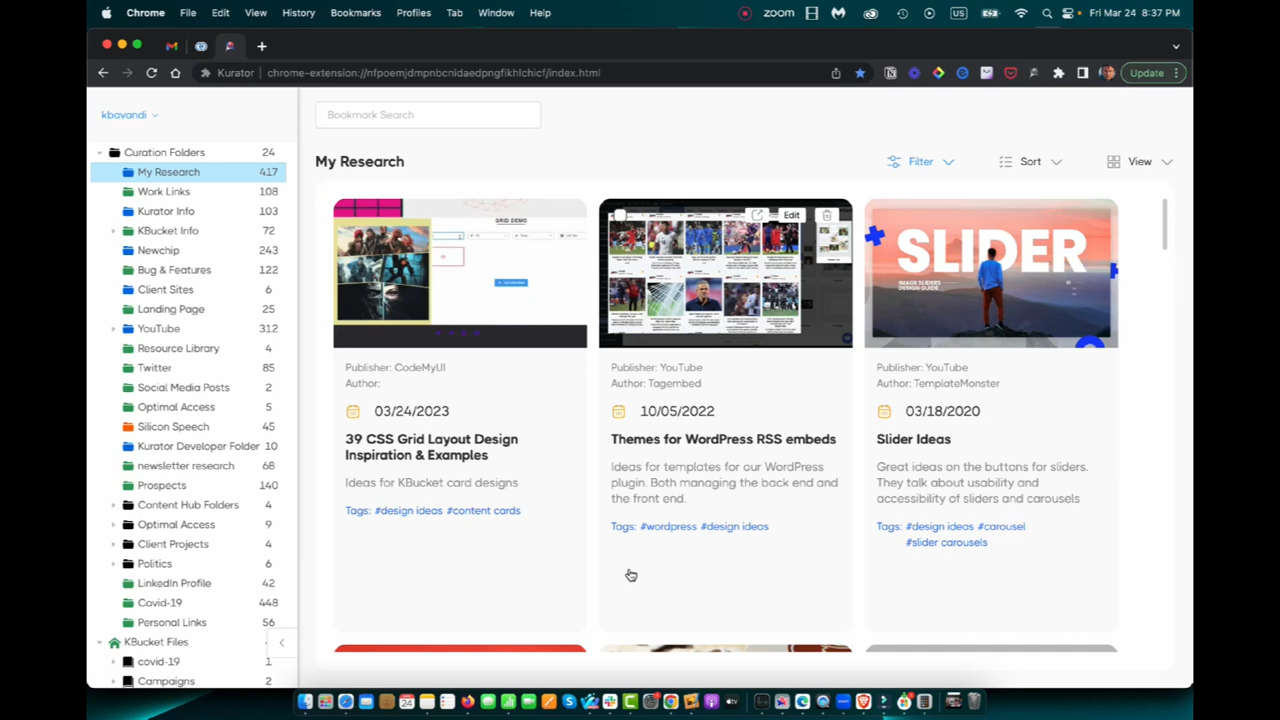 Chrome File Edit View History Bookmarks Profiles Tab Window Help zoom US Fri Mar 24 8:37 PM
Kurator chrome-extension://nfpoemjdmpnbcnidaedpngfikhlchicf/index.html Update
kbavandi
Bookmark Search
My Research Filter Sort View
Curation Folders 24
My Research 417
Work Links 108
Kurator Info 103
KBucket Info 72
Newchip 243
Bug & Features 122
Client Sites 6
Landing Page 25
YouTube 312
Resource Library 4
Twitter 85
Social Media Posts 2
Optimal Access 5
Silicon Speech 45
Kurator Developer Folder 10
newsletter research 68
Prospects 140
Content Hub Folders 4
Optimal Access 9
Client Projects 4
Politics 6
LinkedIn Profile 42
Covid-19 448
Personal Links 56
KBucket Files
covid-19 1
Campaigns 2
GRID DEMO
Publisher: CodeMyUI
Author:
03/24/2023
39 CSS Grid Layout Design
Inspiration & Examples
Ideas for KBucket card designs
Tags: #design ideas #content cards
Edit
Publisher: YouTube
Author: Tagembed
10/05/2022
Themes for WordPress RSS embeds
Ideas for templates for our WordPress
plugin. Both managing the back end and
the front end.
Tags: #wordpress #design ideas
SLIDER
IMAGE SLIDERS
DESIGN GUIDE
Publisher: YouTube
Author: TemplateMonster
03/18/2020
Slider Ideas
Great ideas on the buttons for sliders.
They talk about usability and
accessibility of sliders and carousels
Tags: #design ideas #carousel
#slider carousels